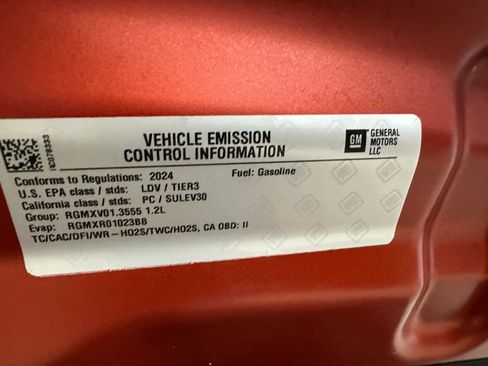 VEHICLE EMISSION
CONTROL INFORMATION
GM GENERAL
MOTORS
LLC
Conforms to Regulations: 2024
Fuel: Gasoline
U.S. EPA class / stds: LDV / TIER3
California class / stds: PC / SULEV30
Group: RGMXV01.3555 1.2L
Evap: RGMXR0102388
TC/CAC/DFI/WR-HO2S/TWC/HO2S, CA OBD: II